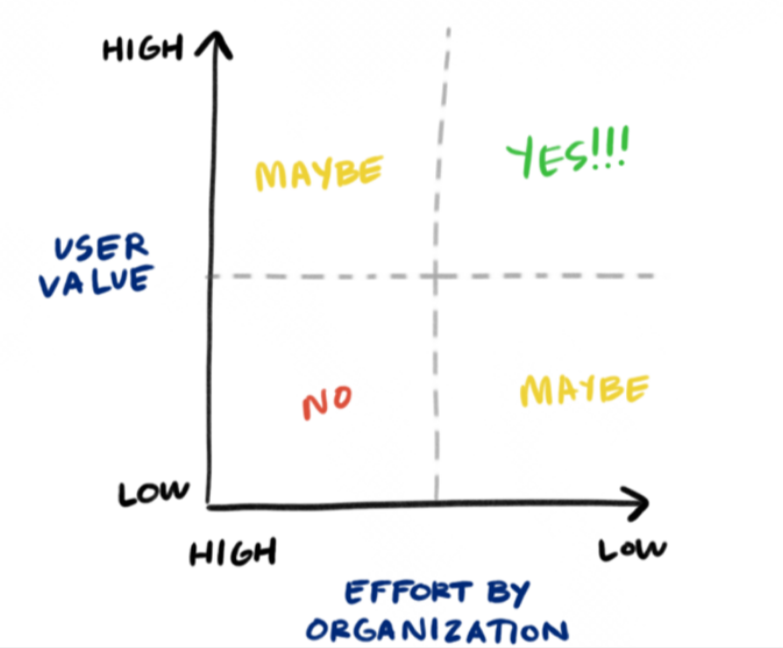 HIGH
MAYBE
YES!!!
USER
VALUE
NO
MAYBE
LOW
HIGH
LOW
EFFORT BY
ORGANIZATION